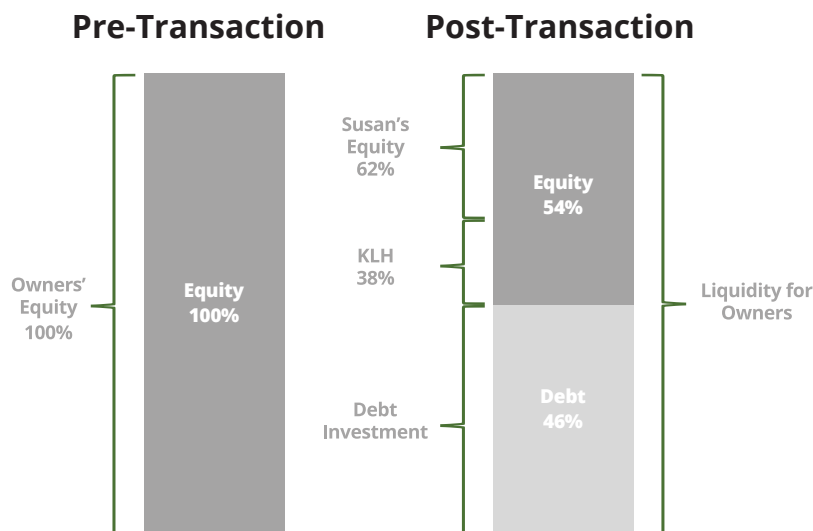 Pre-Transaction
Owners'
Equity
100%
Equity
100%
Post-Transaction
Susan's
Equity
62%
KLH
38%
Debt
Investment
Equity
54%
Debt
46%
Liquidity for
Owners